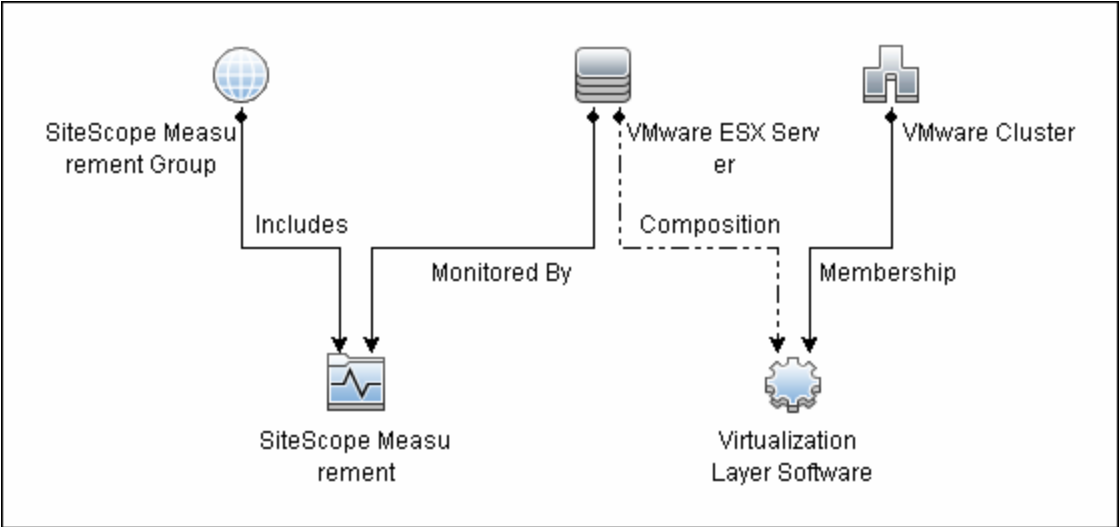 SiteScope Measu
rement Group
VMware ESX Serv
er
VMware Cluster
Includes
Composition
Monitored By
Membership
SiteScope Measu
rement
Virtualization
Layer Software